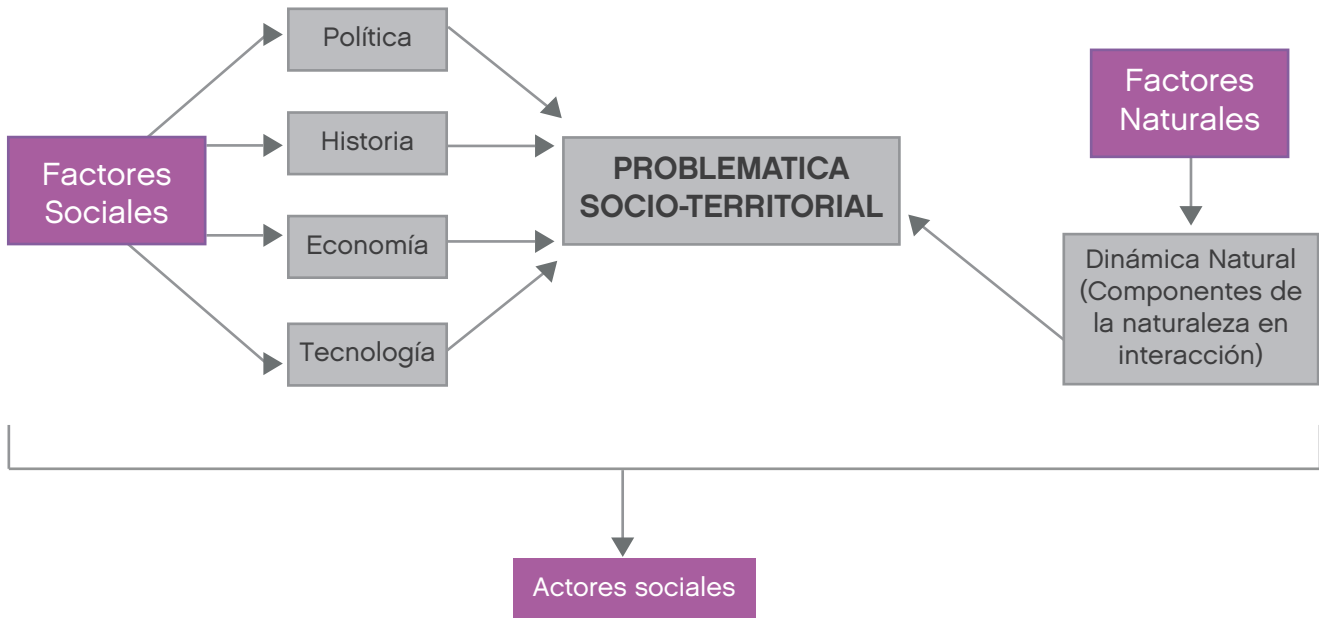 Política
Historia
Economía
Tecnología
Factores
Sociales
PROBLEMATICA
SOCIO-TERRITORIAL
Factores
Naturales
Dinámica Natural
(Componentes de
la naturaleza en
interacción)
Actores sociales